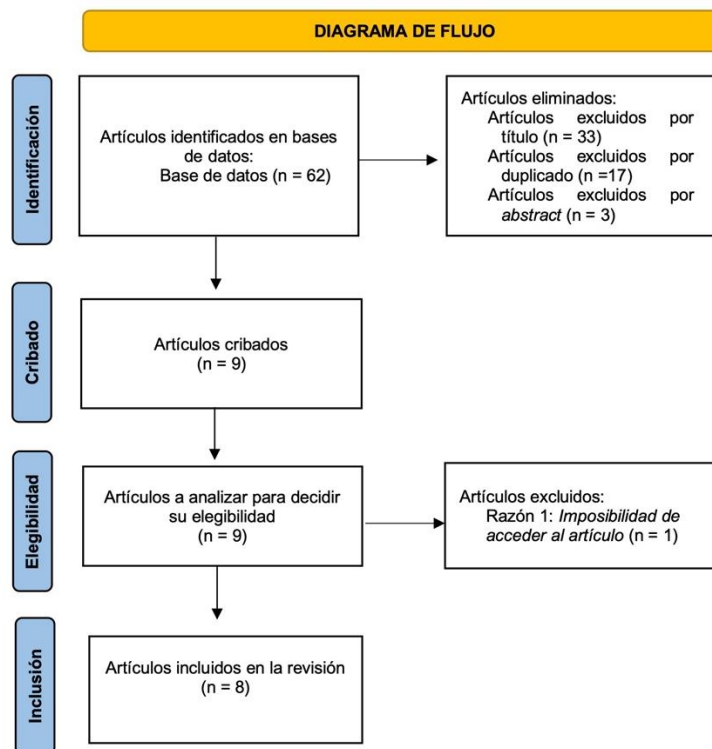 DIAGRAMA DE FLUJO
Identificación
Artículos identificados en bases
de datos:
Base de datos (n = 62)
Artículos eliminados:
Artículos excluidos por
título (n = 33)
Artículos excluidos por
duplicado (n =17)
Artículos excluidos por
abstract (n = 3)
Cribado
Artículos cribados
(n = 9)
Elegibilidad
Artículos a analizar para decidir
su elegibilidad
(n = 9)
Artículos excluidos:
Razón 1: Imposibilidad de
acceder al artículo (n = 1)
Inclusión
Artículos incluidos en la revisión
(n = 8)